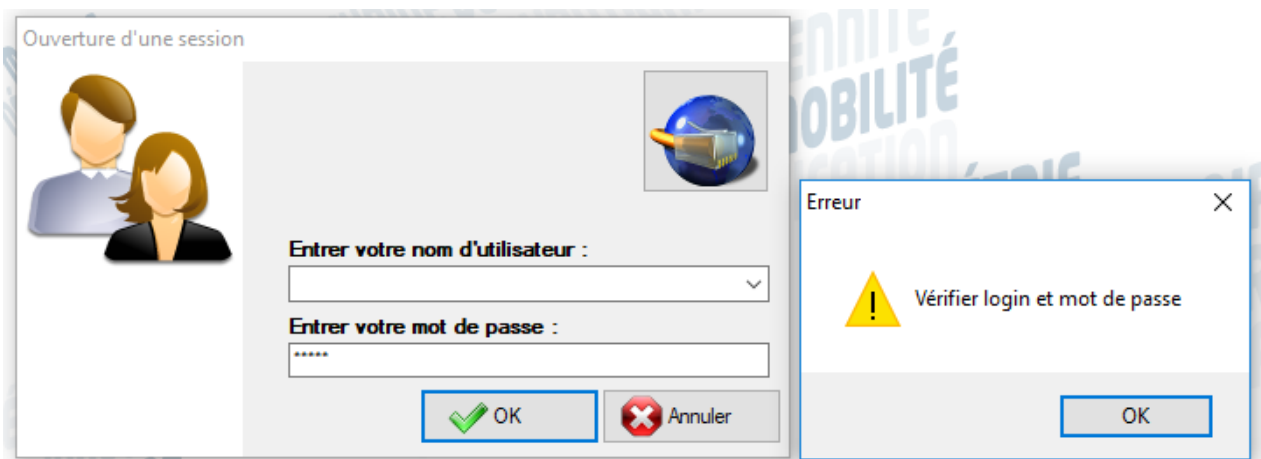 Ouverture d'une session
Entrer votre nom d'utilisateur :
Entrer votre mot de passe :
*****
OK
Annuler
MOBILITÉ
Erreur
Vérifier login et mot de passe
OK